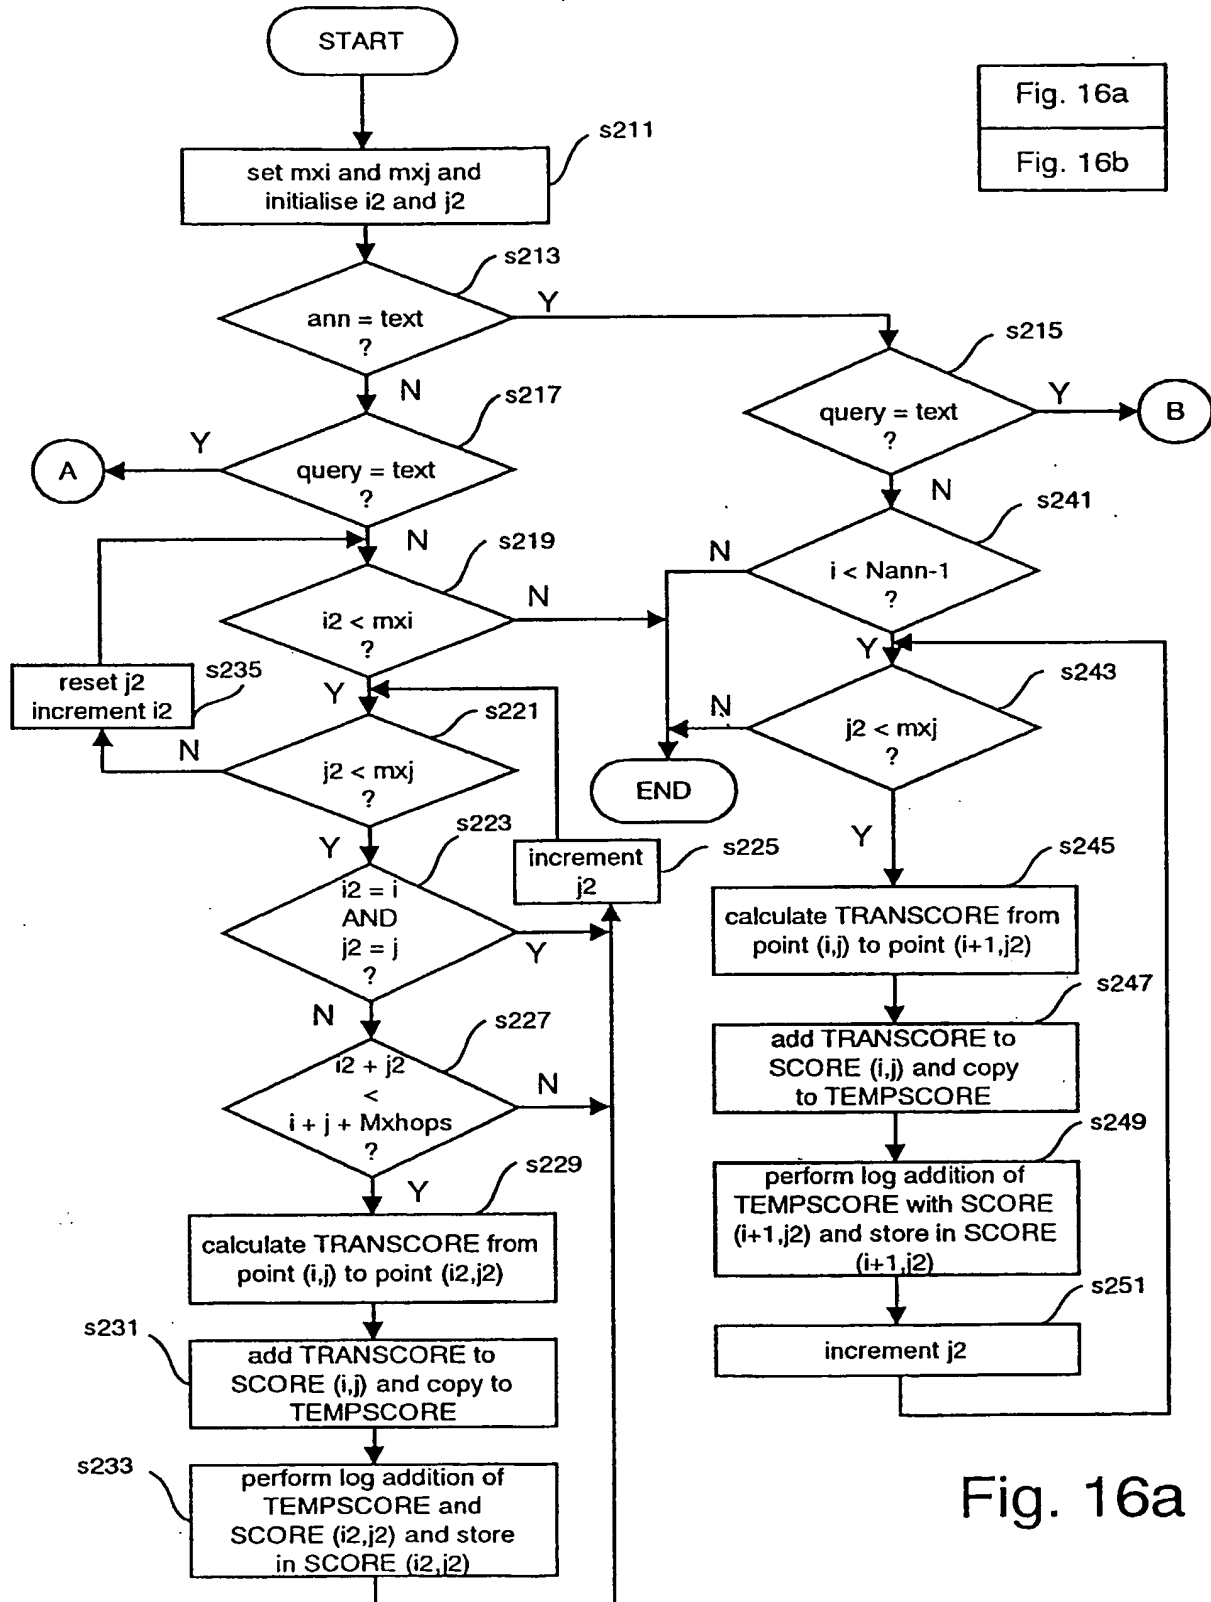 START
Fig. 16a
Fig. 16b
s211
set mxi and mxj and
initialise i2 and j2
s213
ann = text
?
Y
N
s215
query = text
?
Y
B
N
s217
query = text
?
Y
A
N
s219
i2 < mxi
?
N
Y
s235
reset j2
increment i2
s221
j2 < mxj
?
N
Y
s223
i2 = i
AND
j2 = j
?
Y
N
s225
increment
j2
s227
i2 + j2
<
i + j + Mxhops
?
N
Y
s229
calculate TRANSCORE from
point (i,j) to point (i2,j2)
s231
add TRANSCORE to
SCORE (i,j) and copy to
TEMPSCORE
s233
perform log addition of
TEMPSCORE and
SCORE (i2,j2) and store
in SCORE (i2,j2)
s241
i < Nann-1
?
N
Y
s243
j2 < mxj
?
N
Y
END
s245
calculate TRANSCORE from
point (i,j) to point (i+1,j2)
s247
add TRANSCORE to
SCORE (i,j) and copy
to TEMPSCORE
s249
perform log addition of
TEMPSCORE with SCORE
(i+1,j2) and store in SCORE
(i+1,j2)
s251
increment j2
Fig. 16a